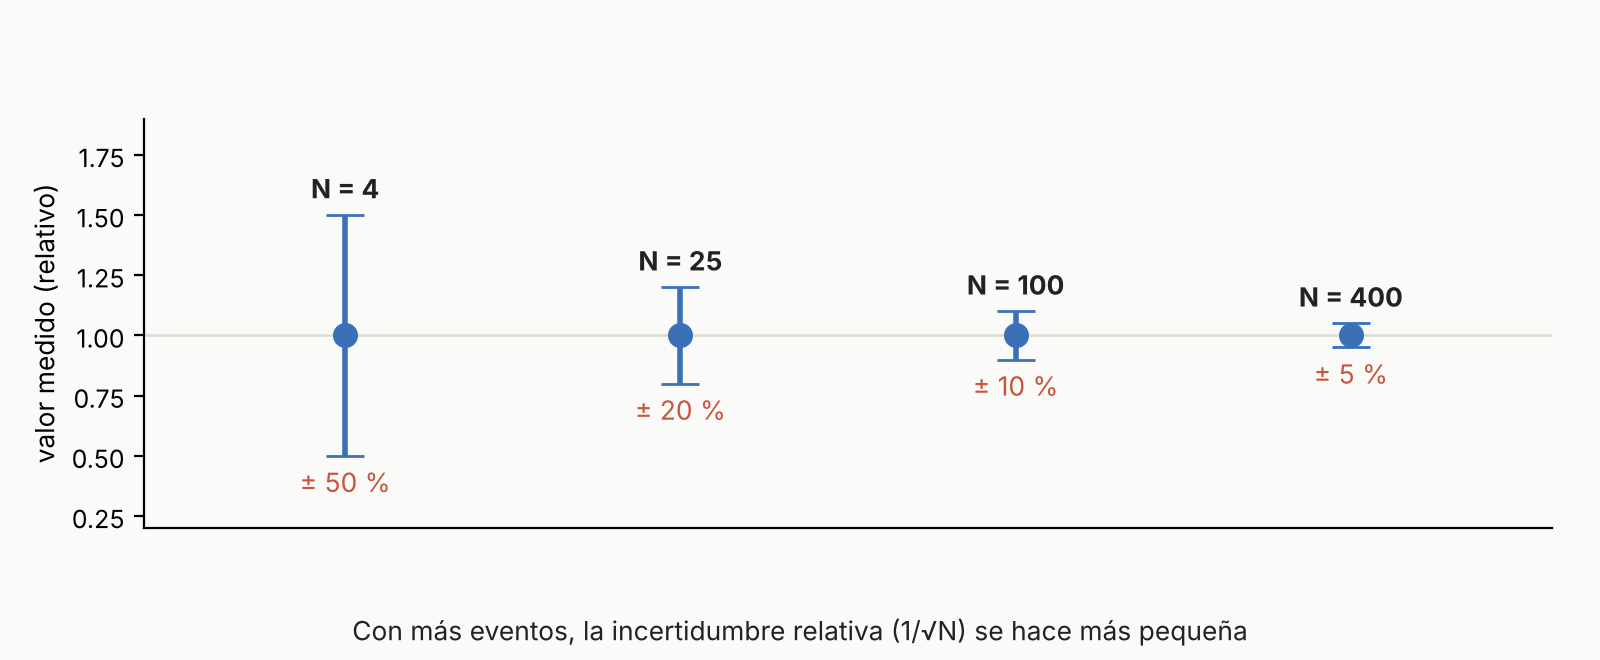 1.75
1.50
1.25
1.00
0.75
0.50
0.25
valor medido (relativo)
N = 4
± 50 %
N = 25
± 20 %
N = 100
± 10 %
N = 400
± 5 %
Con más eventos, la incertidumbre relativa (1/√N) se hace más pequeña